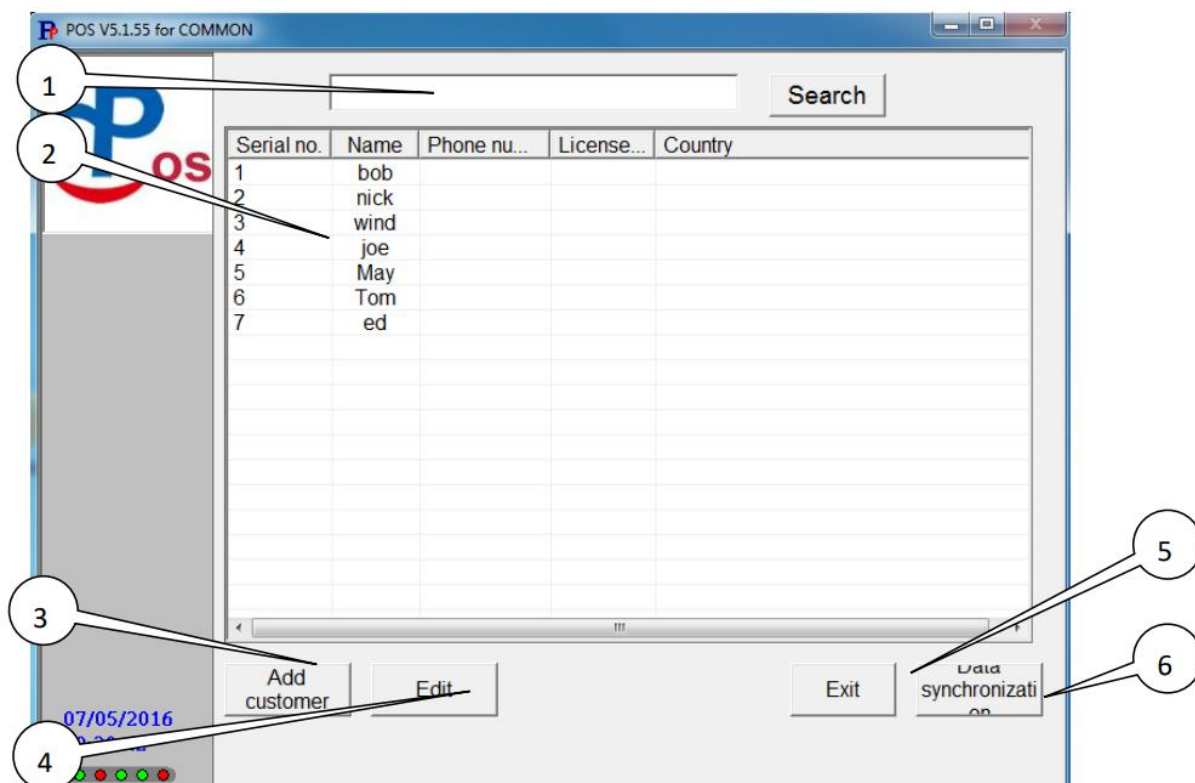 POS V5.1.55 for COMMON
1
Pos
Search
2
Serial no. Name Phone nu... License... Country
1 bob
2 nick
3 wind
4 joe
5 May
6 Tom
7 ed
5
3
6
Add
customer
Edit
Exit
Data
synchronizati
on
07/05/2016
4